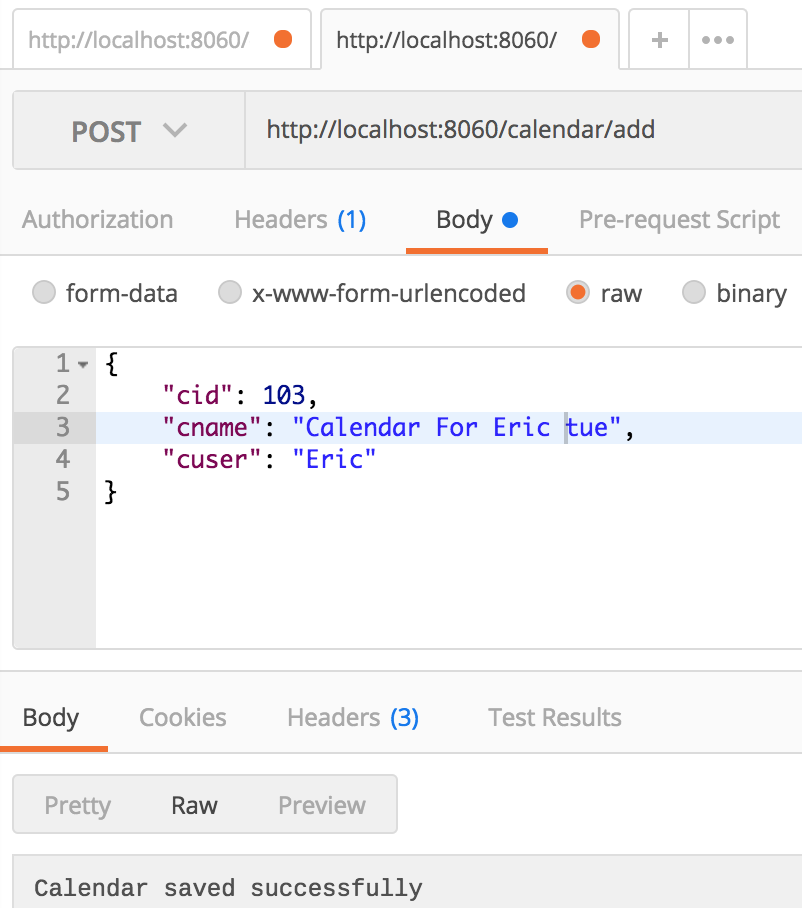 http://localhost:8060/ http://localhost:8060/ + •••
POST http://localhost:8060/calendar/add
Authorization Headers (1) Body Pre-request Script
form-data x-www-form-urlencoded raw binary
1 {
2 "cid": 103,
3 "cname": "Calendar For Eric tue",
4 "cuser": "Eric"
5 }
Body Cookies Headers (3) Test Results
Pretty Raw Preview
Calendar saved successfully